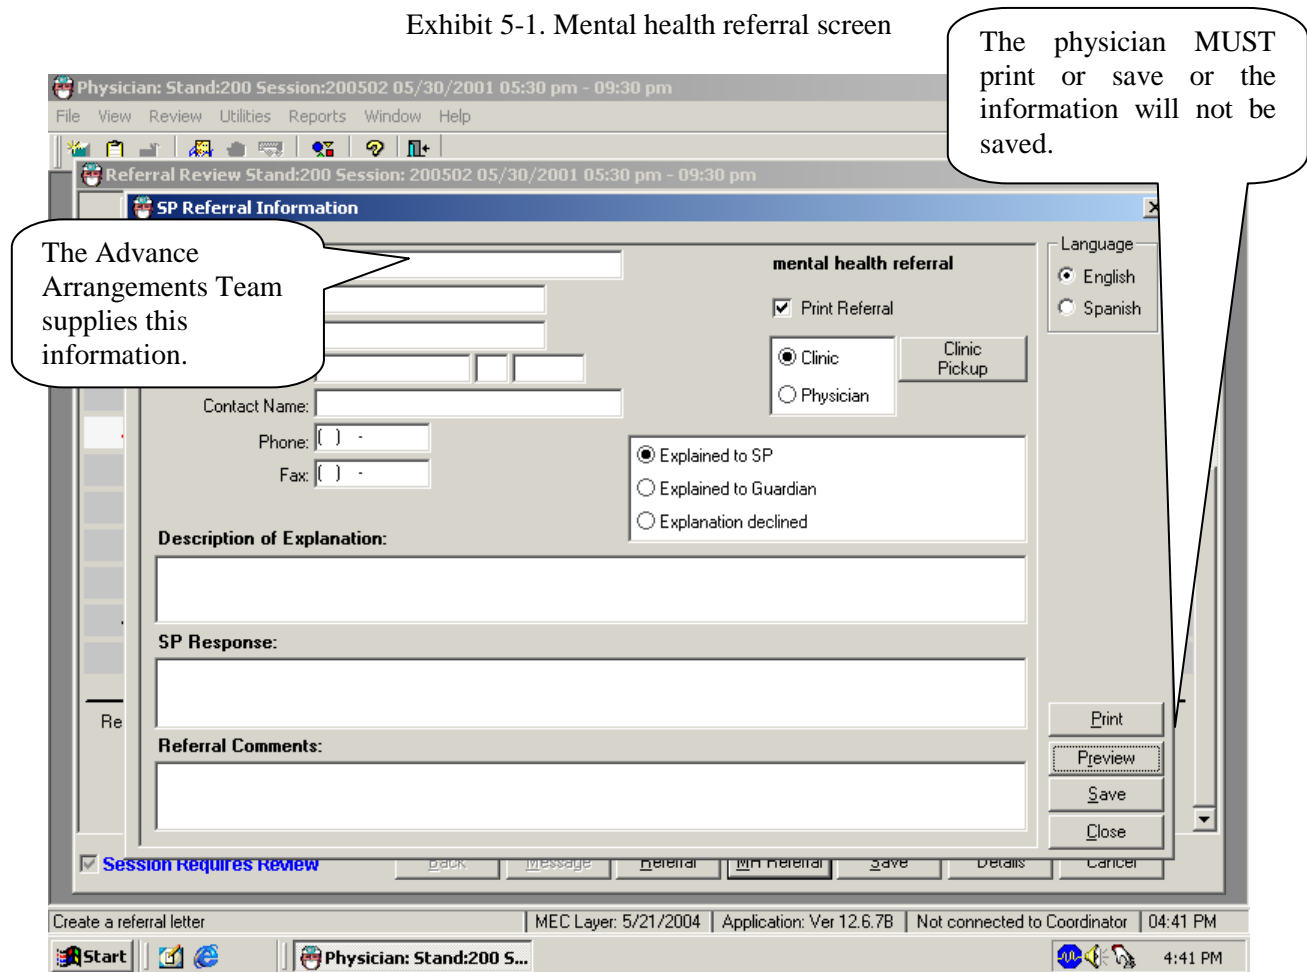 Exhibit 5-1. Mental health referral screen
The physician MUST
print or save or the
information will not be
saved.
Physician: Stand:200 Session:200502 05/30/2001 05:30 pm - 09:30 pm
File View Review Utilities Reports Window Help
Referral Review Stand:200 Session: 200502 05/30/2001 05:30 pm - 09:30 pm
SP Referral Information
The Advance
Arrangements Team
supplies this
information.
mental health referral
Print Referral
Clinic
Physician
Clinic
Pickup
Language
English
Spanish
Contact Name:
Phone: ( ) -
Fax: ( ) -
Explained to SP
Explained to Guardian
Explanation declined
Description of Explanation:
SP Response:
Referral Comments:
Re
Print
Preview
Save
Close
Session Requires Review Back Message Referral MH Referral Save Details Cancel
Create a referral letter MEC Layer: 5/21/2004 Application: Ver 12.6.7B Not connected to Coordinator 04:41 PM
Start Physician: Stand:200 S... 4:41 PM